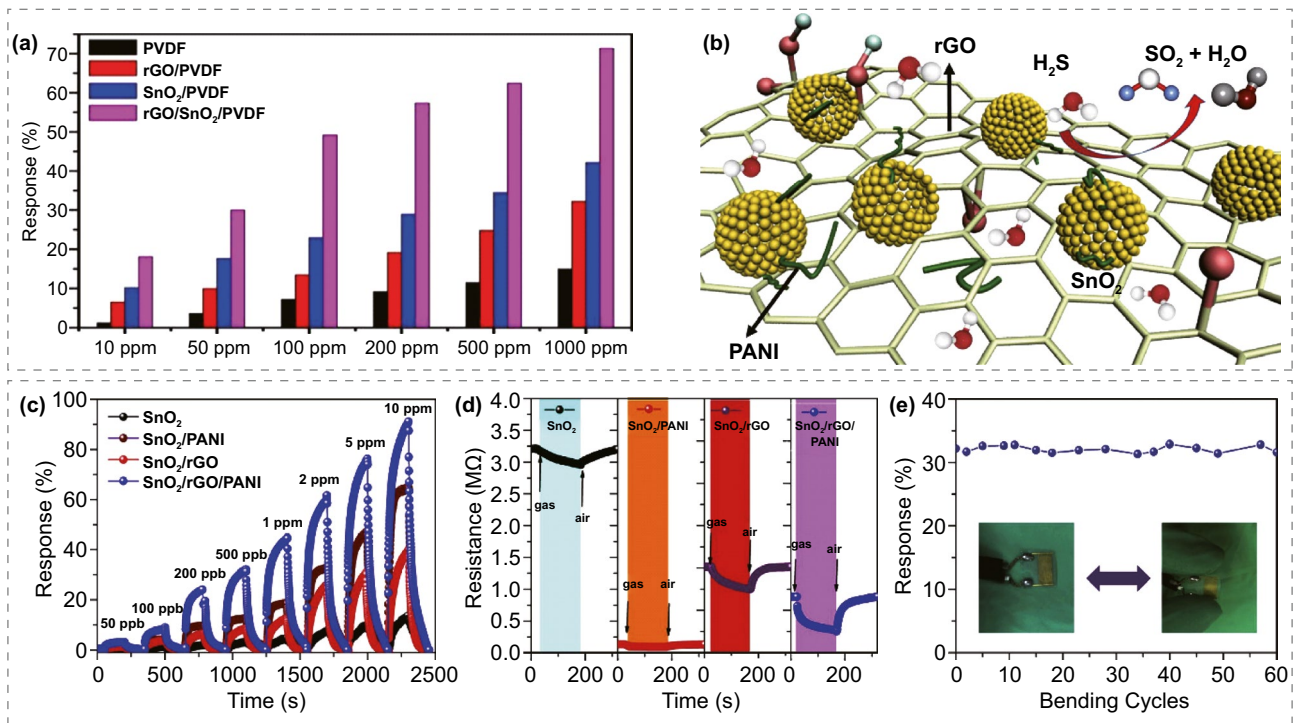 (a)
PVDF
rGO/PVDF
SnO₂/PVDF
rGO/SnO₂/PVDF
Response (%)
70
60
50
40
30
20
10
0
10 ppm 50 ppm 100 ppm 200 ppm 500 ppm 1000 ppm
(b)
rGO
H₂S
SO₂ + H₂O
SnO₂
PANI
(c)
SnO₂
SnO₂/PANI
SnO₂/rGO
SnO₂/rGO/PANI
50 ppb
100 ppb
200 ppb
500 ppb
1 ppm
2 ppm
5 ppm
10 ppm
Response (%)
100
80
60
40
20
0
0 500 1000 1500 2000 2500
Time (s)
(d)
SnO₂
SnO₂/PANI
SnO₂/rGO
SnO₂/rGO/
PANI
gas
air
gas
air
gas
air
gas
air
Resistance (MΩ)
4.0
3.5
3.0
2.5
2.0
1.5
1.0
0.5
0.0
0 200 0 200 0 200 0 200
Time (s)
(e)
Response (%)
40
30
20
10
0
0 10 20 30 40 50 60
Bending Cycles